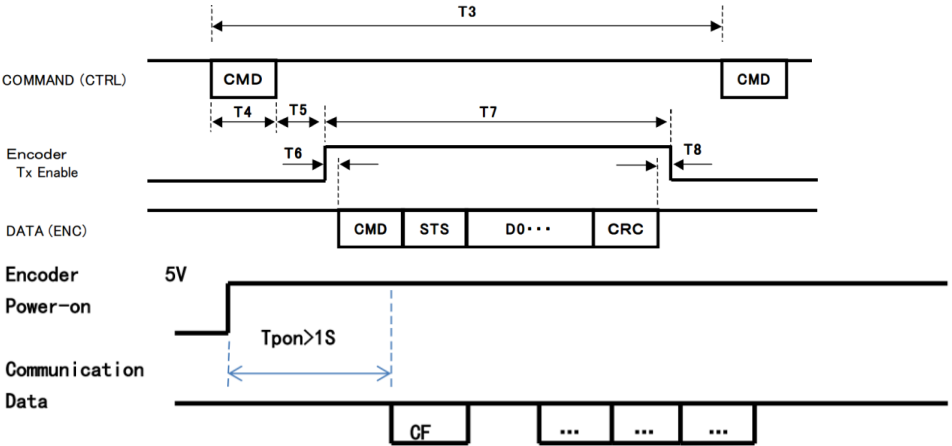 T3
COMMAND (CTRL) CMD CMD
T4 T5 T7
Encoder T6 T8
Tx Enable
DATA (ENC) CMD STS D0··· CRC
Encoder 5V
Power-on
Tpon>1S
Communication
Data
CF ... ... ...